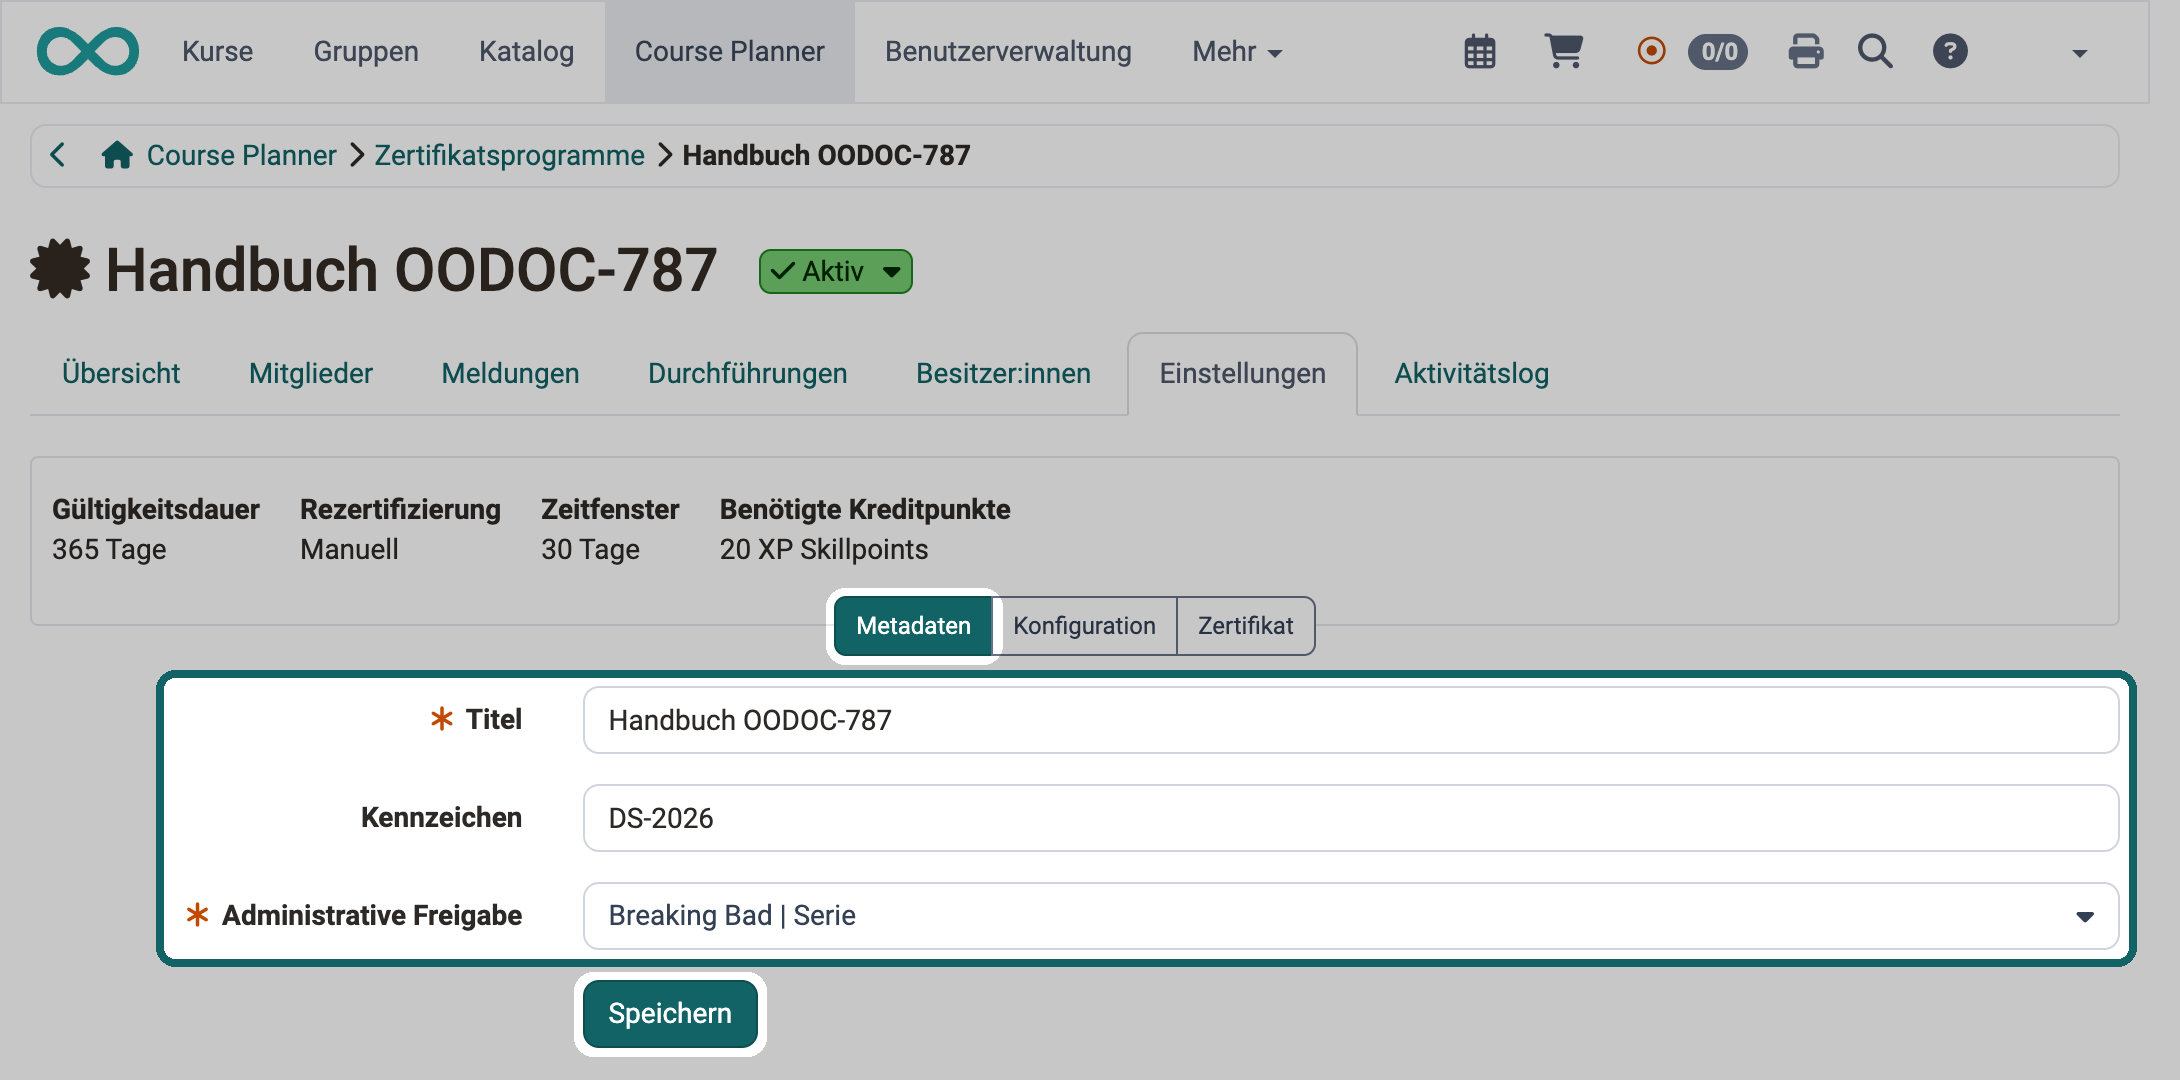 Kurse Gruppen Katalog Course Planner Benutzerverwaltung Mehr 0/0 ?
Course Planner Zertifikatsprogramme Handbuch OODOC-787
Handbuch OODOC-787 Aktiv
Übersicht Mitglieder Meldungen Durchführungen Besitzer:innen Einstellungen Aktivitätslog
Gültigkeitsdauer Rezertifizierung Zeitfenster Benötigte Kreditpunkte
365 Tage Manuell 30 Tage 20 XP Skillpoints
Metadaten Konfiguration Zertifikat
* Titel Handbuch OODOC-787
Kennzeichen DS-2026
* Administrative Freigabe Breaking Bad | Serie
Speichern